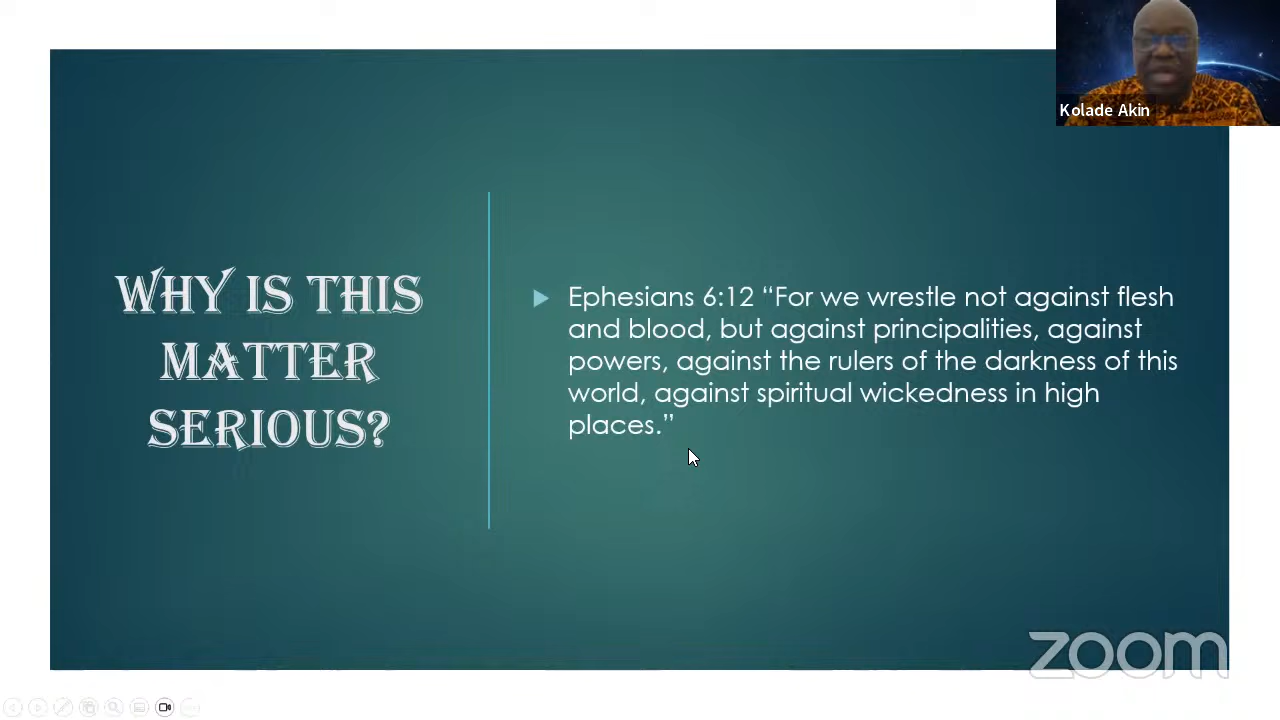 Kolade Akin
WHY IS THIS
MATTER
SERIOUS?
Ephesians 6:12 “For we wrestle not against flesh
and blood, but against principalities, against
powers, against the rulers of the darkness of this
world, against spiritual wickedness in high
places.”
zoom